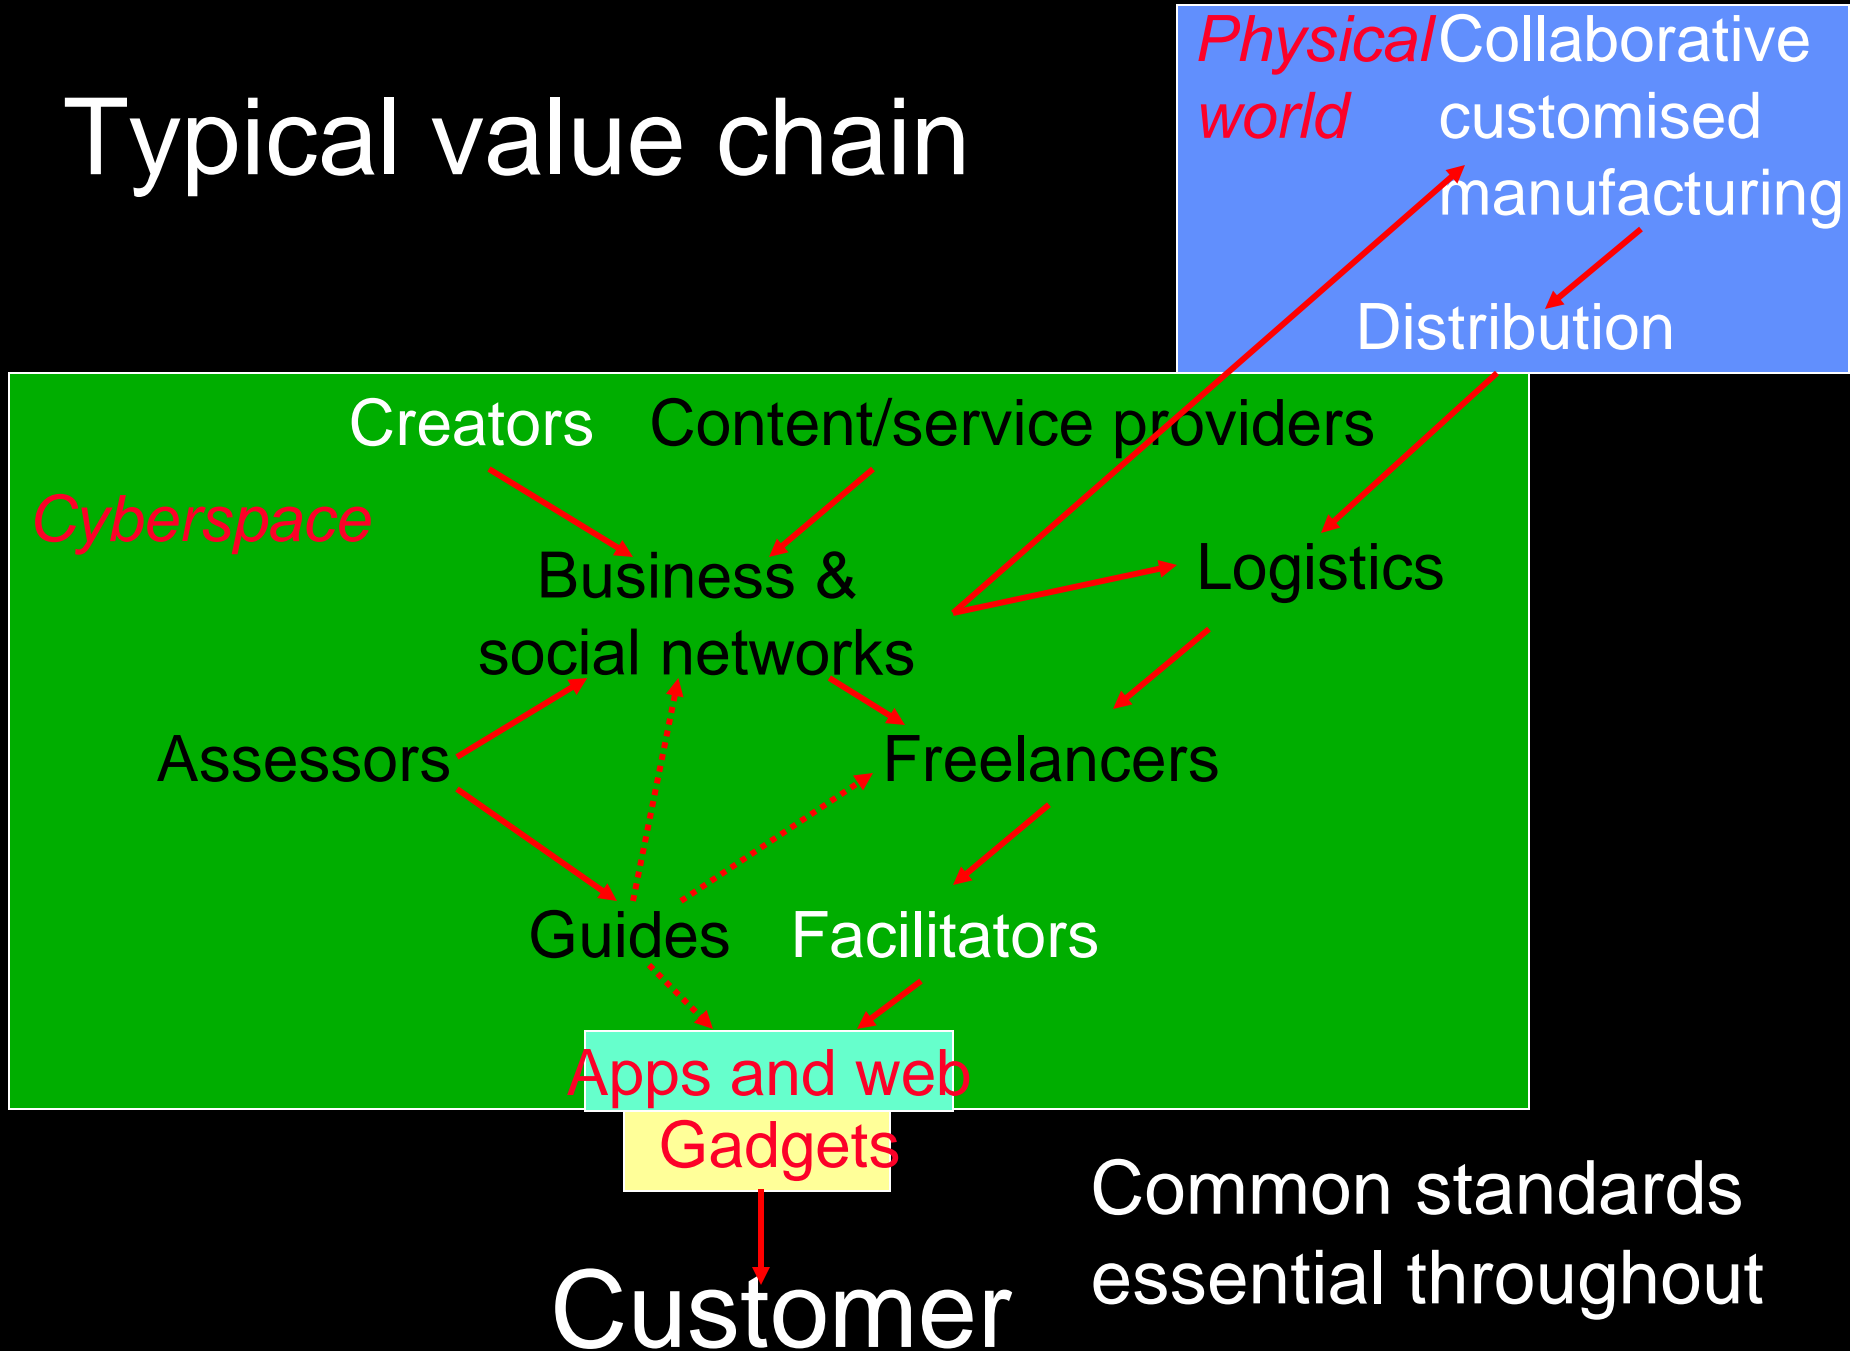 Typical value chain
Physical
world
Collaborative
customised
manufacturing
Distribution
Creators
Content/service providers
Cyberspace
Business &
social networks
Logistics
Assessors
Freelancers
Guides
Facilitators
Apps and web
Gadgets
Customer
Common standards
essential throughout